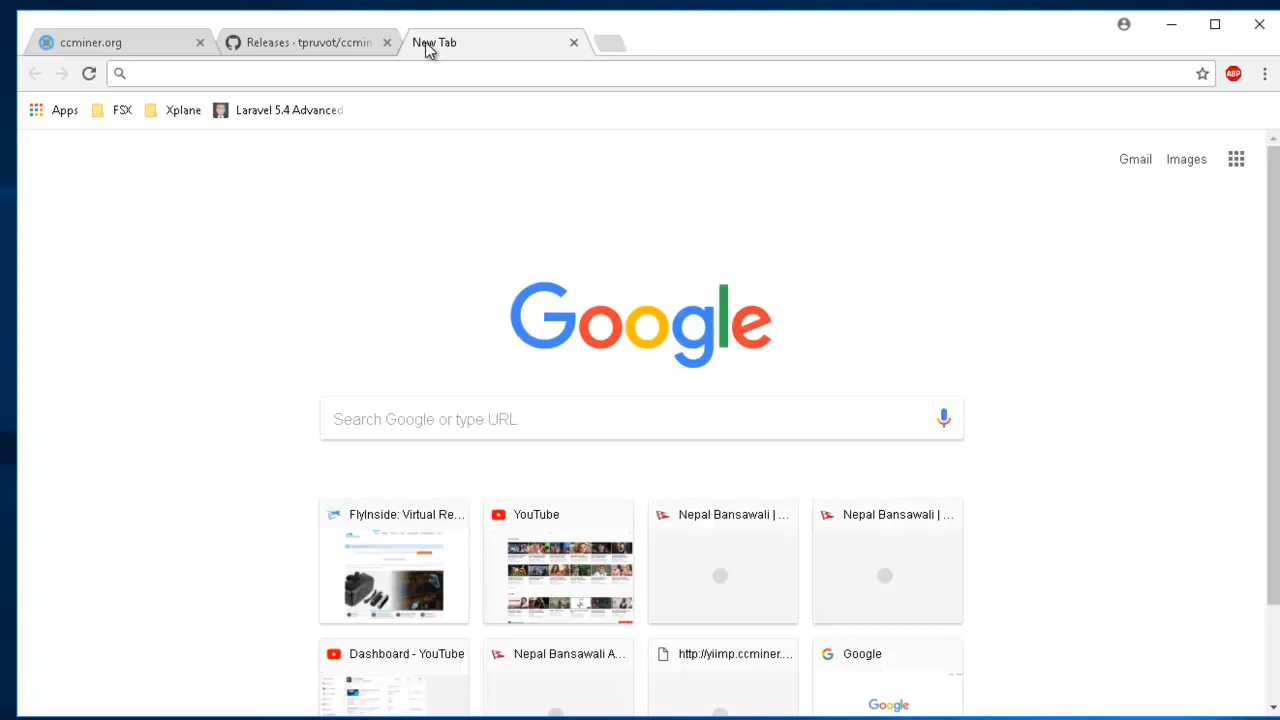 ccminer.org
Releases · tpruvot/ccmin
New Tab
ABP
Apps
FSX
Xplane
Laravel 5.4 Advanced
Gmail
Images
Google
Search Google or type URL
FlyInside: Virtual Re...
YouTube
Nepal Bansawali | ...
Nepal Bansawali | ...
Dashboard - YouTube
Nepal Bansawali A...
http://yiimp.ccminer....
Google
Google